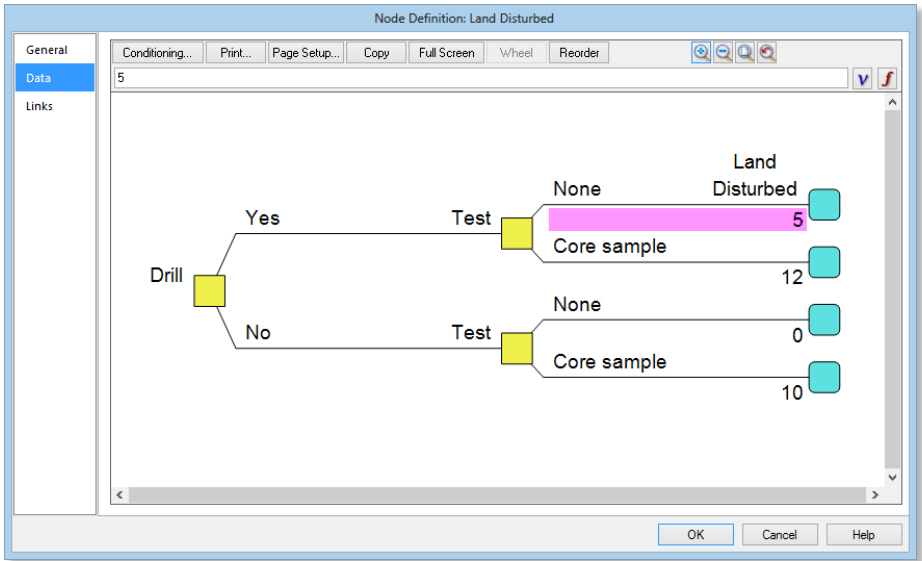 Node Definition: Land Disturbed
General
Data
Links
Conditioning... Print... Page Setup... Copy Full Screen Wheel Reorder
5 v f
Land
None Disturbed
Yes Test 5
Core sample
Drill 12
None
No Test 0
Core sample
10
OK Cancel Help